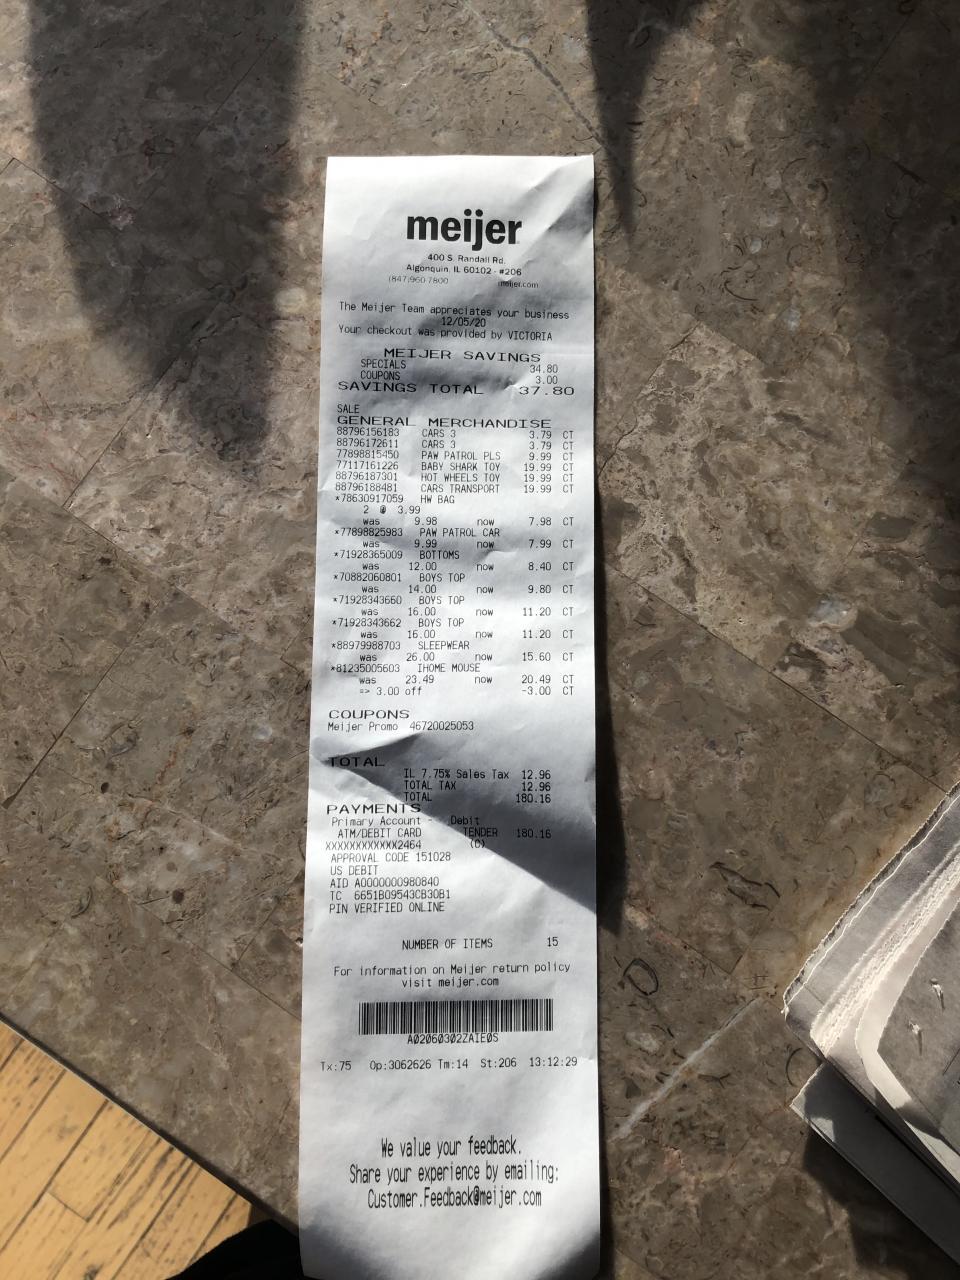 meijer
400 S. Randall Rd.
Algonquin, IL 60102 - #206
(847)960-7800 meijer.com
The Meijer Team appreciates your business
12/05/20
Your checkout was provided by VICTORIA
MEIJER SAVINGS
SPECIALS 34.80
COUPONS 3.00
SAVINGS TOTAL 37.80
SALE
GENERAL MERCHANDISE
88796156183 CARS 3 3.79 CT
88796172611 CARS 3 3.79 CT
77898815450 PAW PATROL PLS 9.99 CT
77117161226 BABY SHARK TOY 19.99 CT
88796187301 HOT WHEELS TOY 19.99 CT
88796188481 CARS TRANSPORT 19.99 CT
*78630917059 HW BAG
2 @ 3.99
was 9.98 now 7.98 CT
*77898825983 PAW PATROL CAR
was 9.99 now 7.99 CT
*71928365009 BOTTOMS
was 12.00 now 8.40 CT
*70882060801 BOYS TOP
was 14.00 now 9.80 CT
*71928343660 BOYS TOP
was 16.00 now 11.20 CT
*71928343662 BOYS TOP
was 16.00 now 11.20 CT
*88979988703 SLEEPWEAR
was 26.00 now 15.60 CT
*81235005603 IHOME MOUSE
was 23.49 now 20.49 CT
=> 3.00 off -3.00 CT
COUPONS
Meijer Promo 46720025053
TOTAL
IL 7.75% Sales Tax 12.96
TOTAL TAX 12.96
TOTAL 180.16
PAYMENTS
Primary Account - Debit
ATM/DEBIT CARD TENDER 180.16
XXXXXXXXXXXX2464 (C)
APPROVAL CODE 151028
US DEBIT
AID A0000000980840
TC 6651B09543CB30B1
PIN VERIFIED ONLINE
NUMBER OF ITEMS 15
For information on Meijer return policy
visit meijer.com
A02060302ZAIE0S
Tx:75 Op:3062626 Tm:14 St:206 13:12:29
We value your feedback.
Share your experience by emailing:
Customer.Feedback@meijer.com